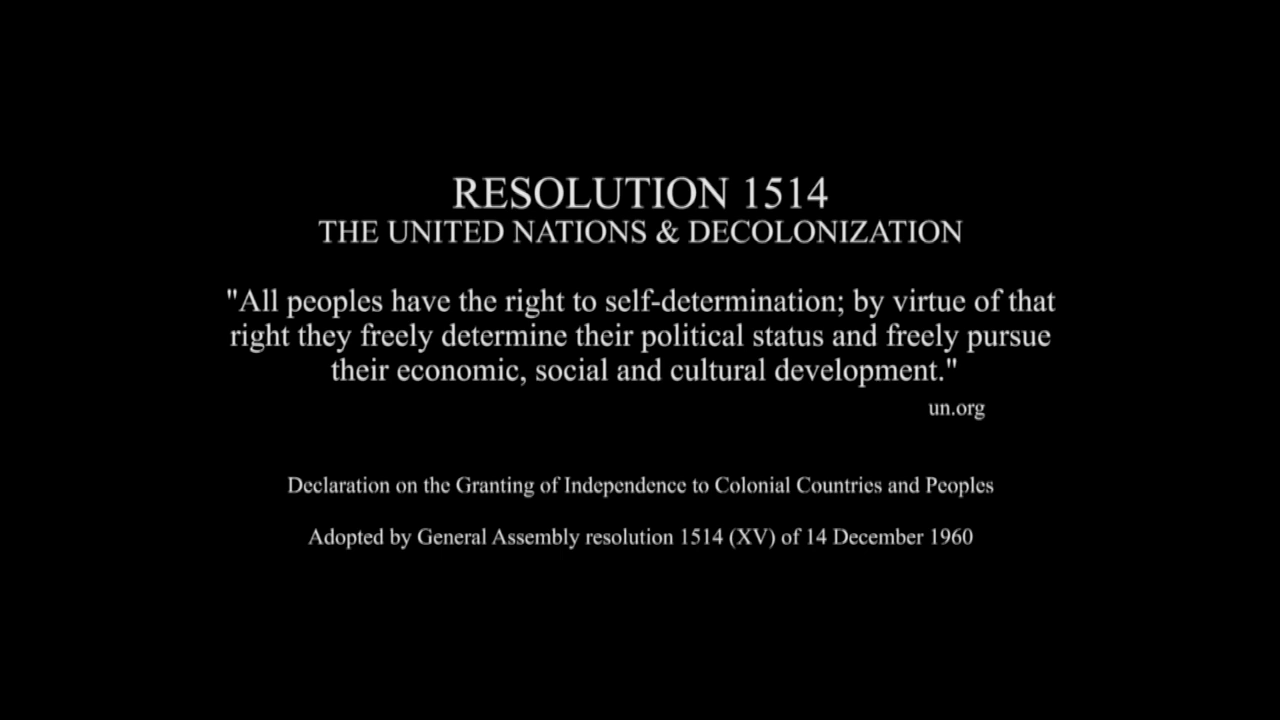 RESOLUTION 1514
THE UNITED NATIONS & DECOLONIZATION
"All peoples have the right to self-determination; by virtue of that
right they freely determine their political status and freely pursue
their economic, social and cultural development."
un.org
Declaration on the Granting of Independence to Colonial Countries and Peoples
Adopted by General Assembly resolution 1514 (XV) of 14 December 1960